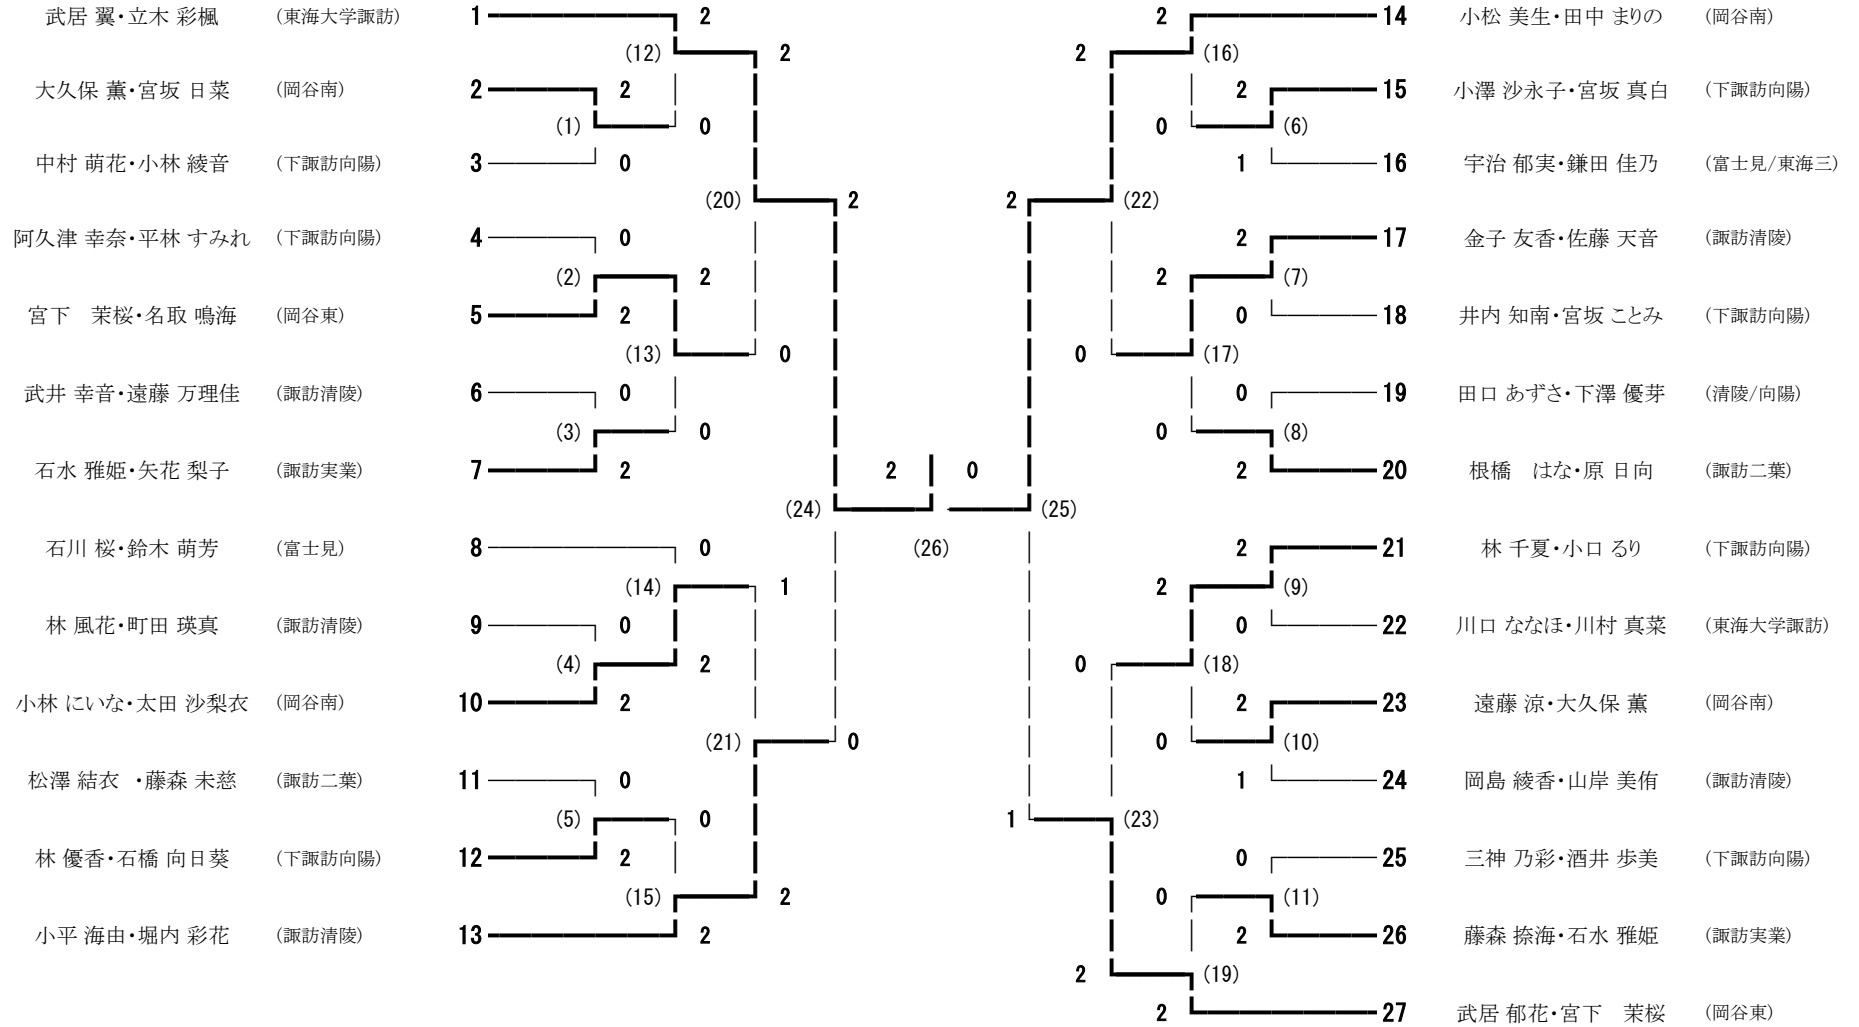 武居 翼・立木 彩楓 (東海大学諏訪) 1 2 2 14 小松 美生・田中 まりの (岡谷南)
(12) 2 2 (16)
大久保 薫・宮坂 日菜 (岡谷南) 2 2 2 15 小澤 沙永子・宮坂 真白 (下諏訪向陽)
(1) 0 0 (6)
中村 萌花・小林 綾音 (下諏訪向陽) 3 0 1 16 宇治 郁実・鎌田 佳乃 (富士見/東海三)
(20) 2 2 (22)
阿久津 幸奈・平林 すみれ (下諏訪向陽) 4 0 2 17 金子 友香・佐藤 天音 (諏訪清陵)
(2) 2 2 (7)
宮下　茉桜・名取 鳴海 (岡谷東) 5 2 0 18 井内 知南・宮坂 ことみ (下諏訪向陽)
(13) 0 0 (17)
武井 幸音・遠藤 万理佳 (諏訪清陵) 6 0 0 19 田口 あずさ・下澤 優芽 (清陵/向陽)
(3) 0 0 (8)
石水 雅姫・矢花 梨子 (諏訪実業) 7 2 2 0 2 20 根橋　はな・原 日向 (諏訪二葉)
(24) (25)
石川 桜・鈴木 萌芳 (富士見) 8 0 (26) 2 21 林 千夏・小口 るり (下諏訪向陽)
(14) 1 2 (9)
林 風花・町田 瑛真 (諏訪清陵) 9 0 0 22 川口 ななほ・川村 真菜 (東海大学諏訪)
(4) 2 0 (18)
小林 にいな・太田 沙梨衣 (岡谷南) 10 2 2 23 遠藤 涼・大久保 薫 (岡谷南)
(21) 0 0 (10)
松澤 結衣 ・藤森 未慈 (諏訪二葉) 11 0 1 24 岡島 綾香・山岸 美侑 (諏訪清陵)
(5) 0 1 (23)
林 優香・石橋 向日葵 (下諏訪向陽) 12 2 0 25 三神 乃彩・酒井 歩美 (下諏訪向陽)
(15) 2 0 (11)
小平 海由・堀内 彩花 (諏訪清陵) 13 2 2 26 藤森 捺海・石水 雅姫 (諏訪実業)
2 (19)
2 27 武居 郁花・宮下　茉桜 (岡谷東)